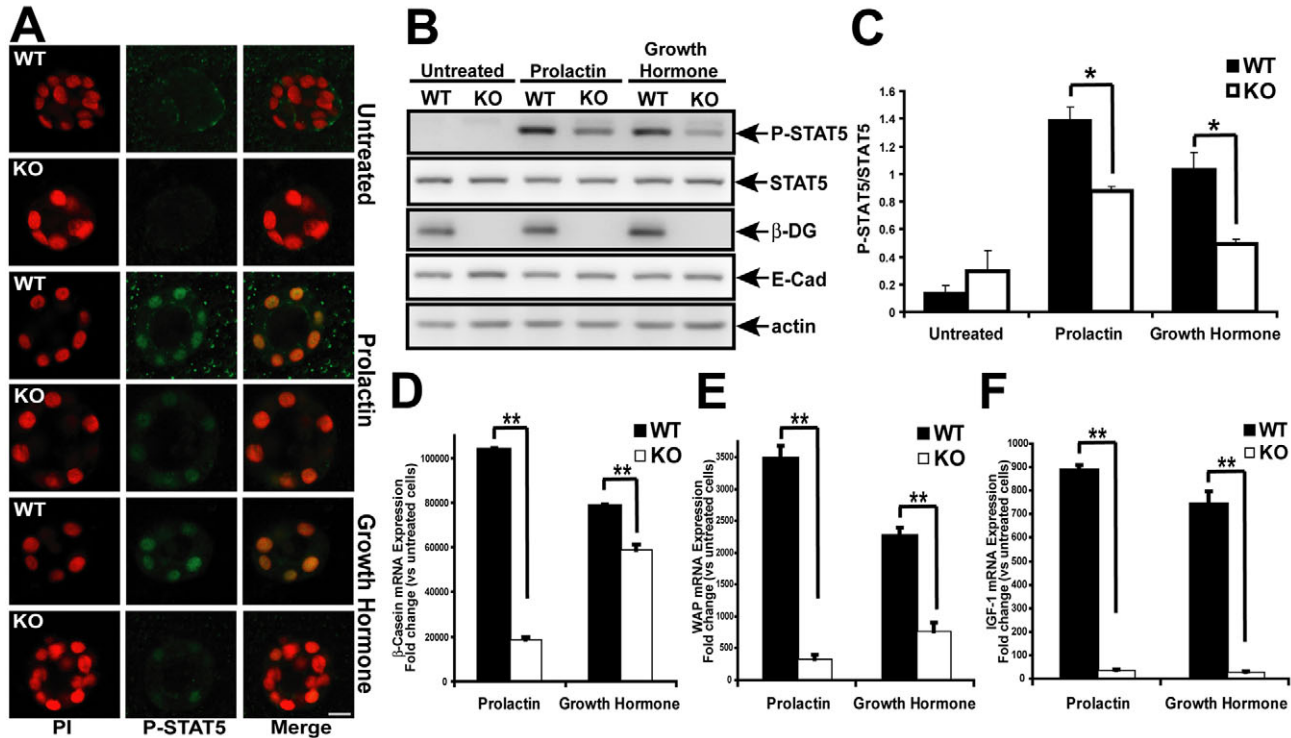 A
WT
Untreated
KO
WT
Prolactin
KO
WT
Growth Hormone
KO
PI P-STAT5 Merge
B
Untreated Prolactin Growth Hormone
WT KO WT KO WT KO
P-STAT5
STAT5
β-DG
E-Cad
actin
C
WT
KO
P-STAT5/STAT5
1.6
1.4
1.2
1
0.8
0.6
0.4
0.2
0
* *
Untreated Prolactin Growth Hormone
D
WT
KO
β-Casein mRNA Expression
Fold change (vs untreated cells)
100000
80000
60000
40000
20000
0
** **
Prolactin Growth Hormone
E
WT
KO
WAP mRNA Expression
Fold change (vs untreated cells)
3500
3000
2500
2000
1500
1000
500
0
** **
Prolactin Growth Hormone
F
WT
KO
IGF-1 mRNA Expression
Fold change (vs untreated cells)
1000
900
800
700
600
500
400
300
200
100
0
** **
Prolactin Growth Hormone